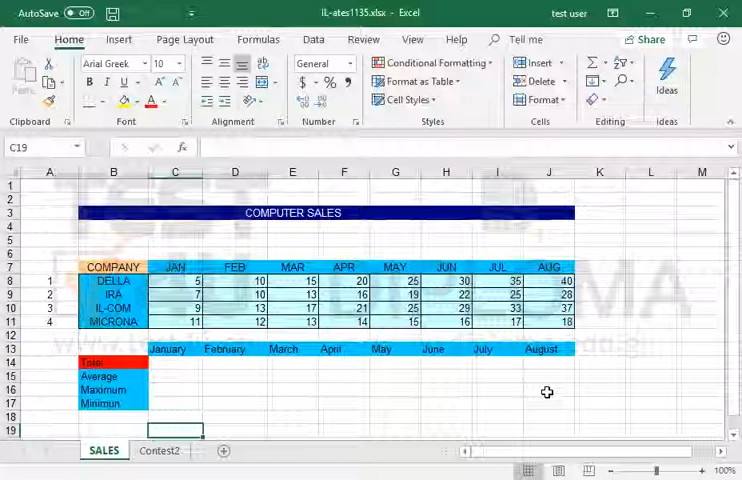 AutoSave Off IL-ates1135.xlsx - Excel test user
File Home Insert Page Layout Formulas Data Review View Help Tell me Share
Paste Arial Greek 10 General Conditional Formatting Insert Ideas
B I U A A $ % Format as Table Delete
Cell Styles Format
Clipboard Font Alignment Number Styles Cells Editing Ideas
C19 fx
A B C D E F G H I J K L M
1
2
3 COMPUTER SALES
4
5
6
7 COMPANY JAN FEB MAR APR MAY JUN JUL AUG
8 1 DELLA 5 10 15 20 25 30 35 40
9 2 IRA 7 10 13 16 19 22 25 28
10 3 IL-COM 9 13 17 21 25 29 33 37
11 4 MICRONA 11 12 13 14 15 16 17 18
12
13 January February March April May June July August
14 Total
15 Average
16 Maximum
17 Minimun
18
19
SALES Contest2
100%